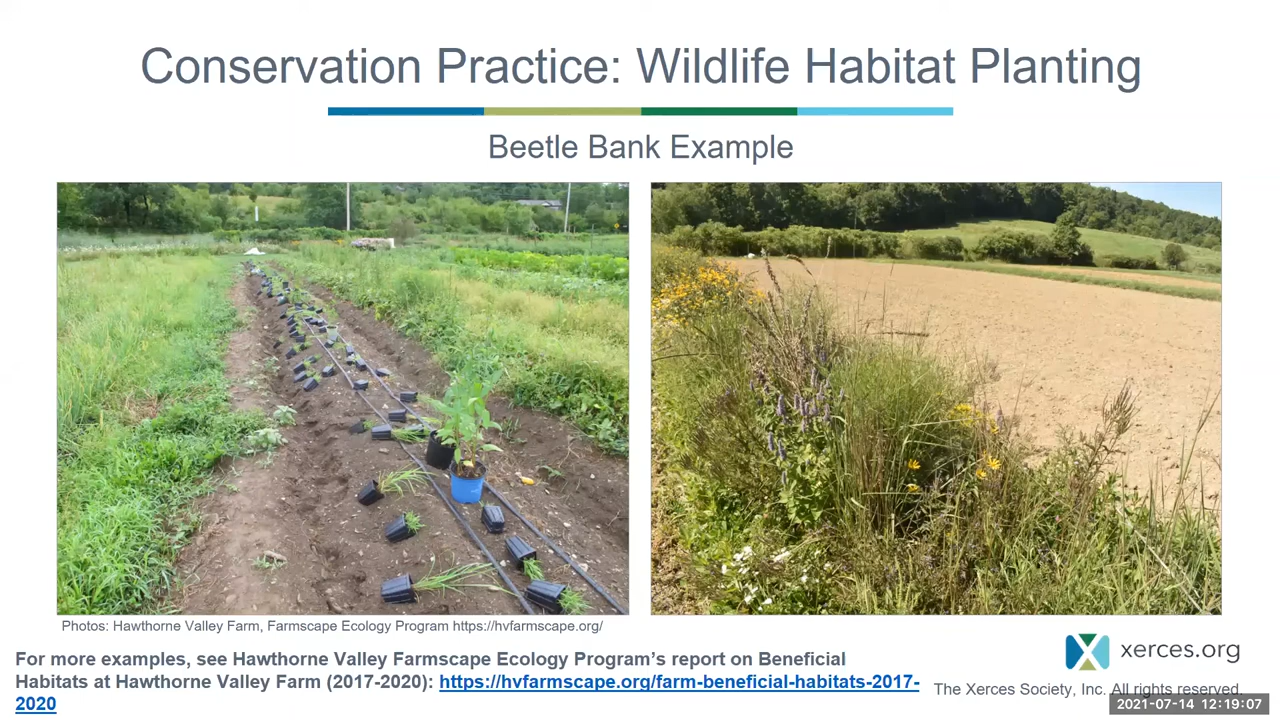 Conservation Practice: Wildlife Habitat Planting
Beetle Bank Example
Photos: Hawthorne Valley Farm, Farmscape Ecology Program https://hvfarmscape.org/
For more examples, see Hawthorne Valley Farmscape Ecology Program’s report on Beneficial
Habitats at Hawthorne Valley Farm (2017-2020): https://hvfarmscape.org/farm-beneficial-habitats-2017-
2020
xerces.org
The Xerces Society, Inc. All rights reserved.
2021-07-14 12:19:07